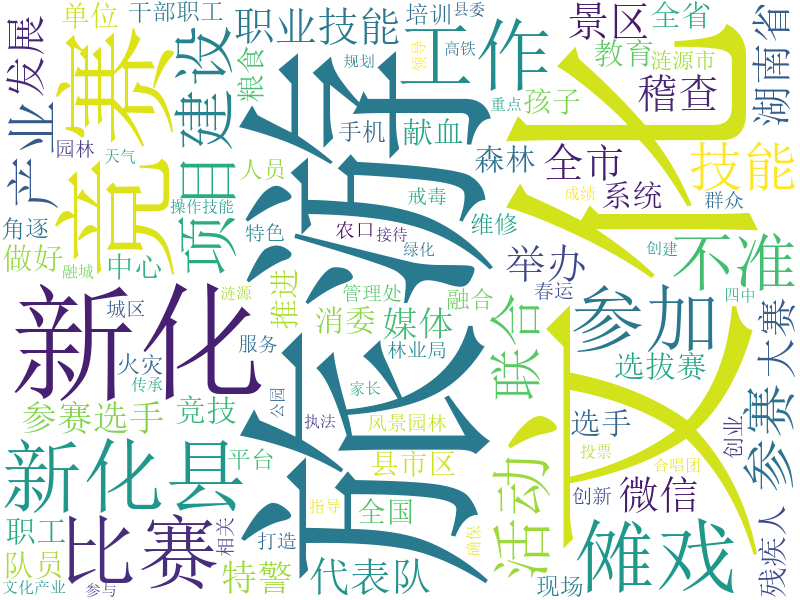 单位
干部职工
职业技能
培训
县委
景区
全省
发展
竞赛
建设
粮食
规划
领导
高铁
工作
教育
涟源市
湖南省
重点
孩子
稽查
产业
园林
天气
项目
手机
献血
旅游
文化
森林
全市
技能
成绩
系统
群众
操作技能
人员
戒毒
维修
角逐
特色
农口
接待
绿化
做好
中心
融城
推进
管理处
融合
举办
春运
不准
创建
四中
新化
城区
涟源
消委
媒体
联合
参加
大赛
火灾
传承
服务
林业局
选拔赛
参赛选手
竞技
公园
家长
执法
风景园林
选手
投票
创业
参赛
新化县
平台
县市区
合唱团
活动
创新
微信
职工
比赛
相关
打造
指导
全国
确保
傩戏
残疾人
队员
特警
代表队
现场
文化产业
参与
学